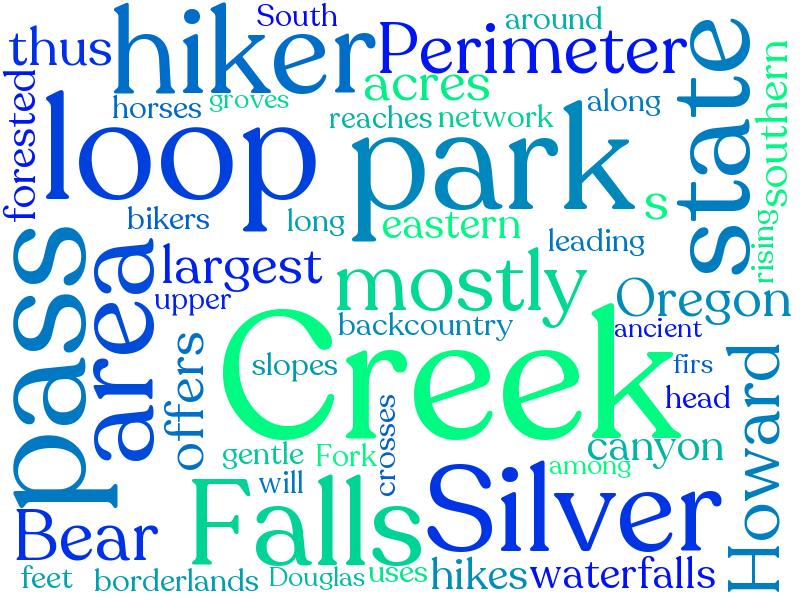 South
around
thus
hiker
Perimeter
acres
state
forested
horses
groves
reaches
network
along
southern
loop
park
s
bikers
long
eastern
leading
rising
pass
area
largest
mostly
upper
Oregon
backcountry
ancient
offers
slopes
Creek
firs
head
Howard
crosses
gentle
Fork
canyon
will
among
Falls
Silver
Bear
feet
borderlands
Douglas
uses
hikes
waterfalls